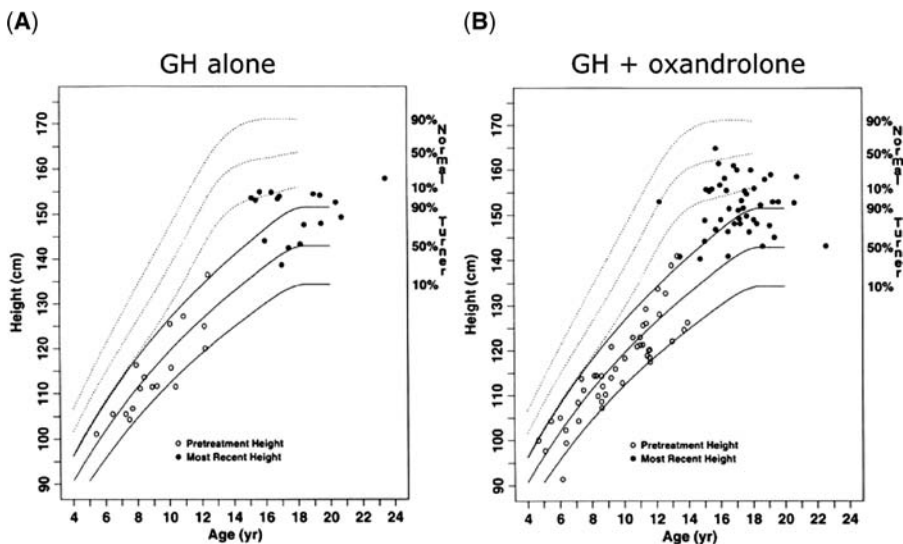 (A)
GH alone
Height (cm)
170
160
150
140
130
120
110
100
90
90%
50%
10%
90%
50%
10%
Normal
Turner
○ Pretreatment Height
● Most Recent Height
4 6 8 10 12 14 16 18 20 22 24
Age (yr)
(B)
GH + oxandrolone
Height (cm)
170
160
150
140
130
120
110
100
90
90%
50%
10%
90%
50%
10%
Normal
Turner
○ Pretreatment Height
● Most Recent Height
4 6 8 10 12 14 16 18 20 22 24
Age (yr)